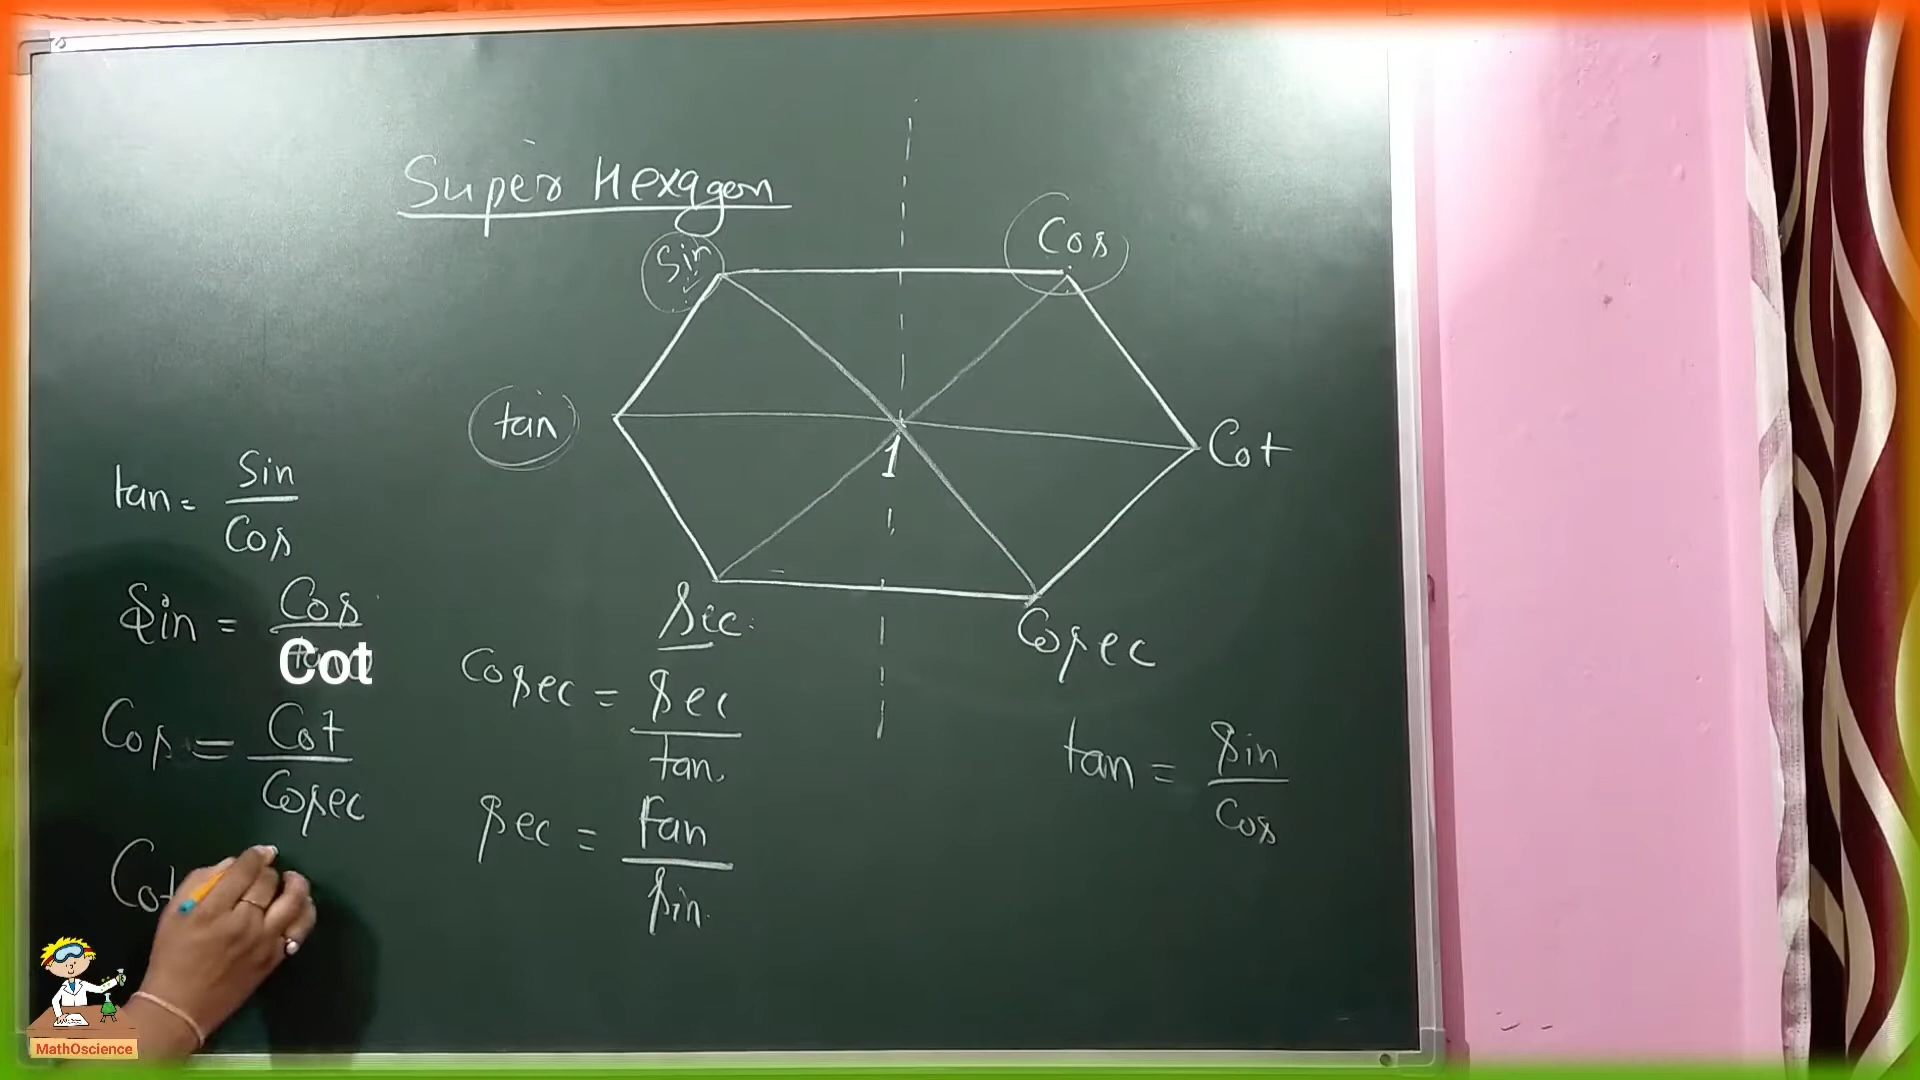 Super Hexagon
Sin
Cos
tan
1
Cot
Sec
Cosec
tan = Sin
Cos
Sin = Cos
Cot
Cos = Cot
Cosec
Cot
Cosec = Sec
tan
Sec = tan
Sin
tan = Sin
Cos
MathOscience